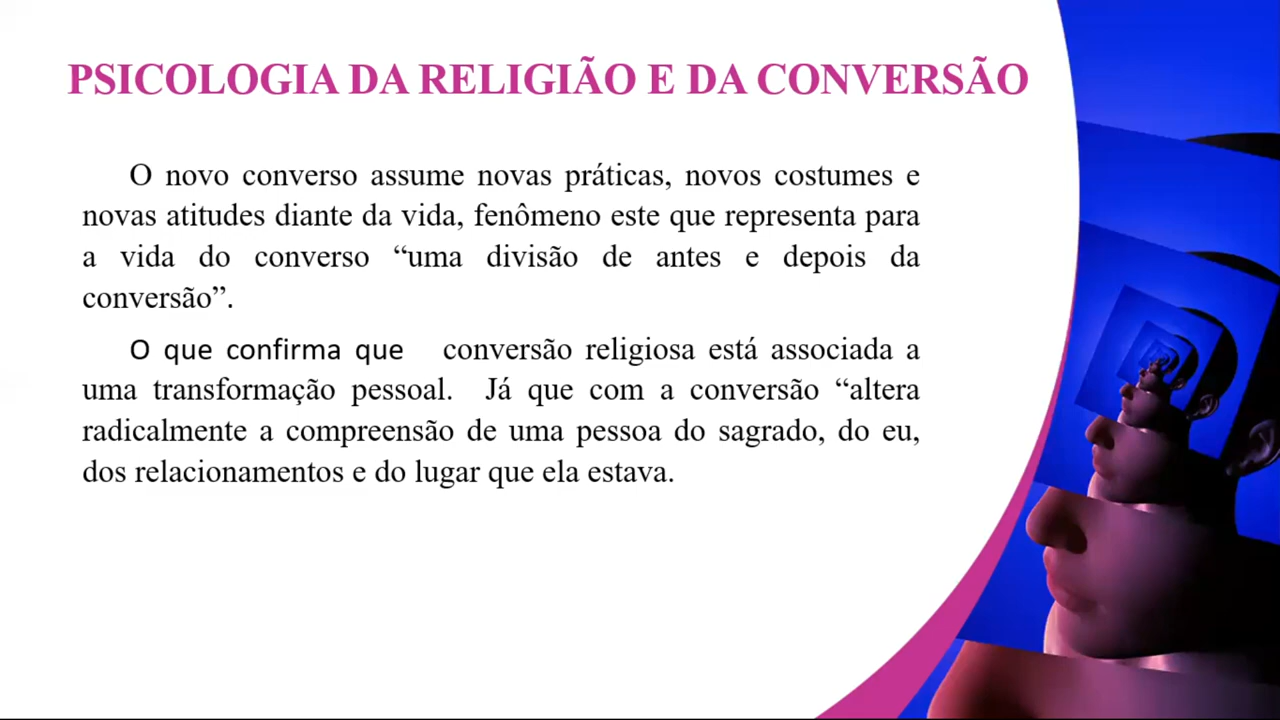 PSICOLOGIA DA RELIGIÃO E DA CONVERSÃO
O novo converso assume novas práticas, novos costumes e
novas atitudes diante da vida, fenômeno este que representa para
a vida do converso “uma divisão de antes e depois da
conversão”.
O que confirma que conversão religiosa está associada a
uma transformação pessoal. Já que com a conversão “altera
radicalmente a compreensão de uma pessoa do sagrado, do eu,
dos relacionamentos e do lugar que ela estava.